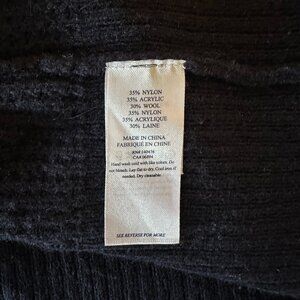 35% NYLON
35% ACRYLIC
30% WOOL
35% NYLON
35% ACRYLIQUE
30% LAINE
MADE IN CHINA
FABRIQUE EN CHINE
Hand wash cold with like colors. Do
not bleach. Lay flat to dry. Cool iron if
needed. Dry cleanable.
SEE REVERSE FOR MORE